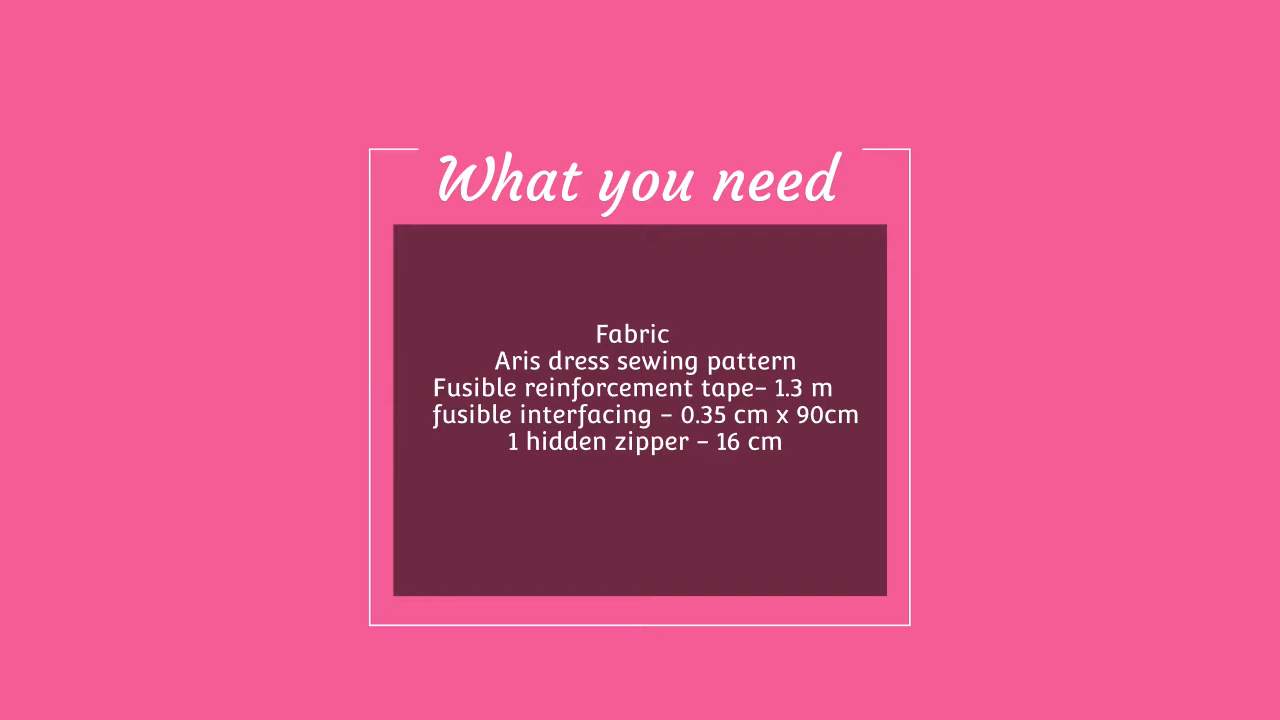 What you need
Fabric
Aris dress sewing pattern
Fusible reinforcement tape– 1.3 m
fusible interfacing – 0.35 cm x 90cm
1 hidden zipper – 16 cm